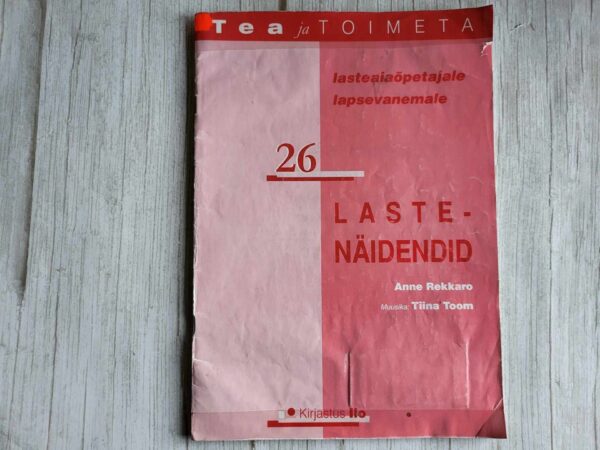 Tea ja TOIMETA
lasteaiaõpetajale
lapsevanemale
26
LASTE-
NÄIDENDID
Anne Rekkaro
Muusika: Tiina Toom
Kirjastus Ilo